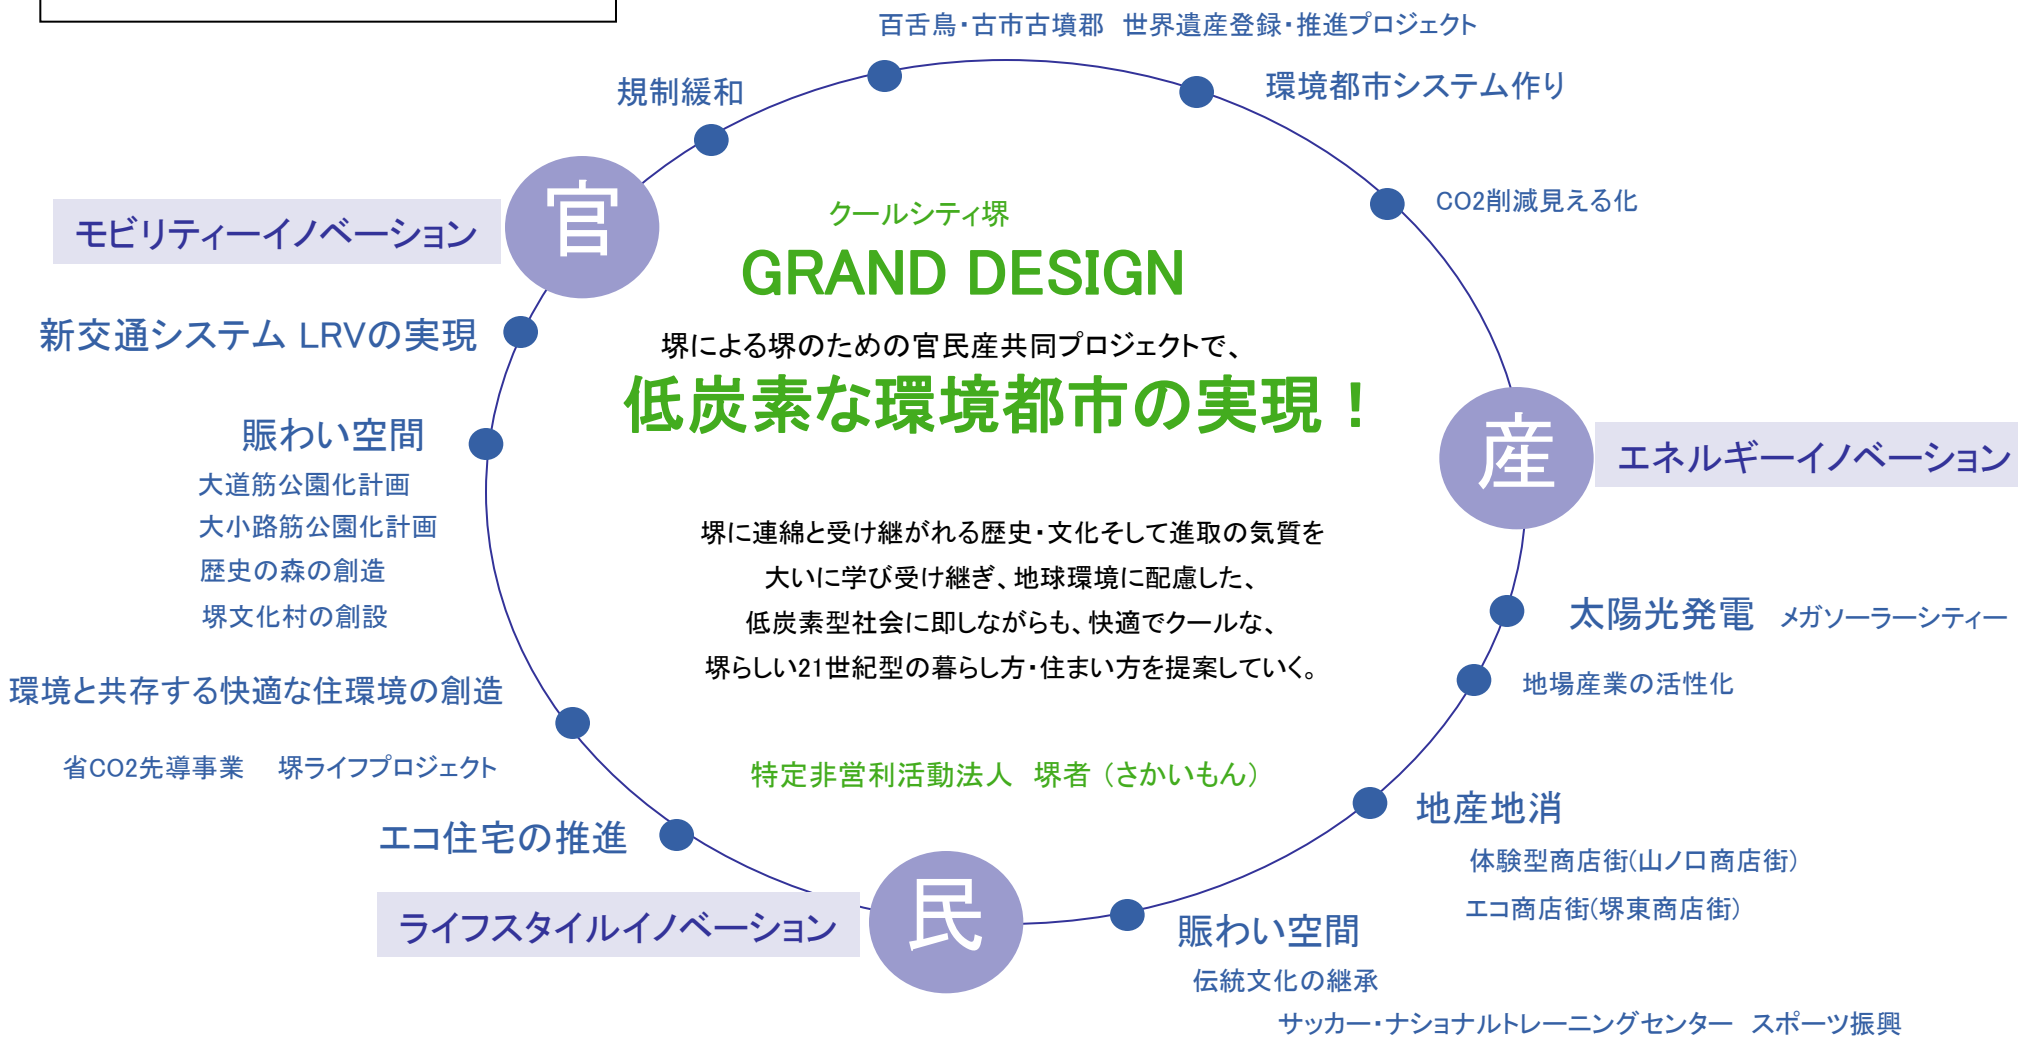 百舌鳥・古市古墳郡　世界遺産登録・推進プロジェクト
規制緩和
環境都市システム作り
官
モビリティーイノベーション
CO2削減見える化
クールシティ堺
GRAND DESIGN
新交通システム LRVの実現
堺による堺のための官民産共同プロジェクトで、
低炭素な環境都市の実現！
産
エネルギーイノベーション
賑わい空間
大道筋公園化計画
大小路筋公園化計画
歴史の森の創造
堺文化村の創設
堺に連綿と受け継がれる歴史・文化そして進取の気質を
大いに学び受け継ぎ、地球環境に配慮した、
低炭素型社会に即しながらも、快適でクールな、
堺らしい21世紀型の暮らし方・住まい方を提案していく。
太陽光発電　メガソーラーシティー
地場産業の活性化
環境と共存する快適な住環境の創造
省CO2先導事業　堺ライフプロジェクト
特定非営利活動法人　堺者（さかいもん）
エコ住宅の推進
地産地消
体験型商店街(山ノ口商店街)
エコ商店街(堺東商店街)
ライフスタイルイノベーション
民
賑わい空間
伝統文化の継承
サッカー・ナショナルトレーニングセンター　スポーツ振興